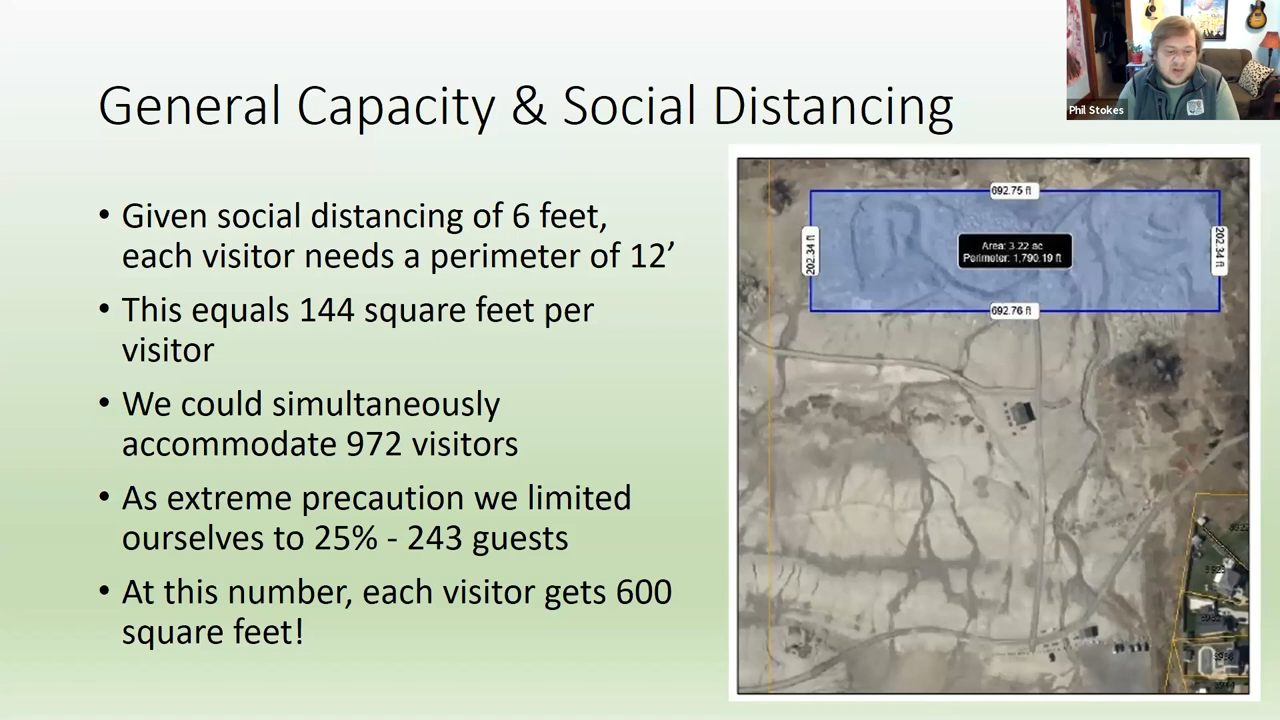 General Capacity & Social Distancing
Phil Stokes
• Given social distancing of 6 feet,
each visitor needs a perimeter of 12’
• This equals 144 square feet per
visitor
• We could simultaneously
accommodate 972 visitors
• As extreme precaution we limited
ourselves to 25% - 243 guests
• At this number, each visitor gets 600
square feet!
692.75 ft
202.34 ft
Area: 3.22 ac
Perimeter: 1,790.19 ft
202.34 ft
692.76 ft